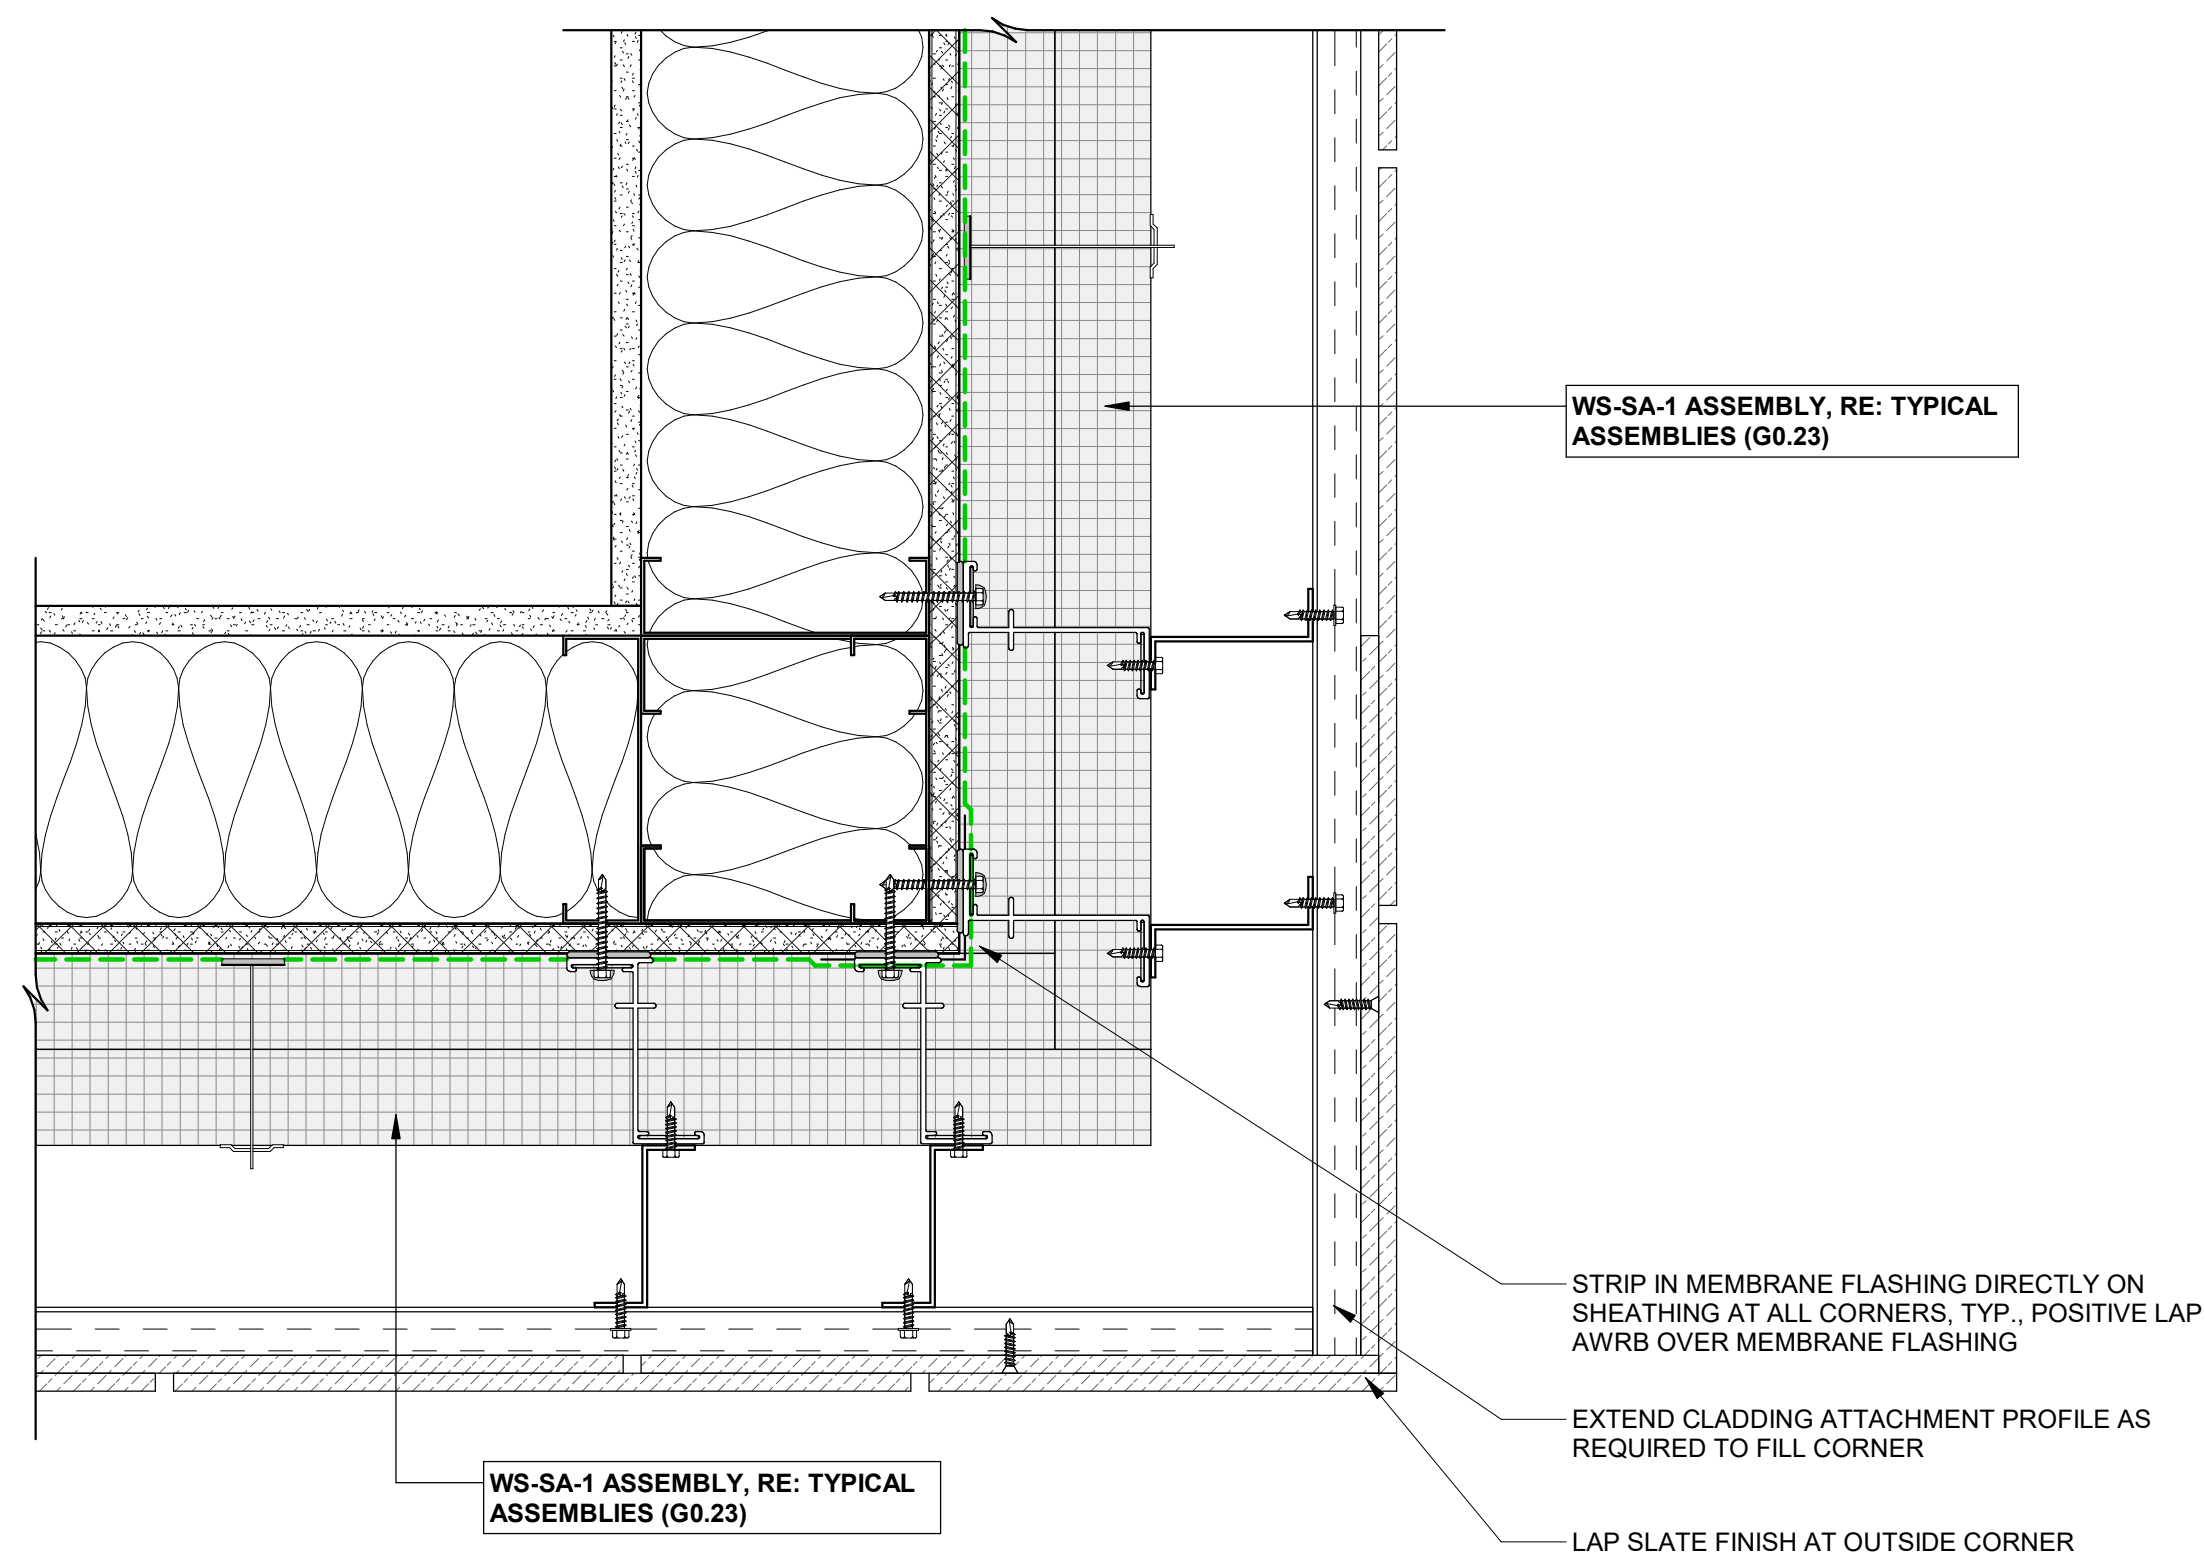 WS-SA-1 ASSEMBLY, RE: TYPICAL
ASSEMBLIES (G0.23)
STRIP IN MEMBRANE FLASHING DIRECTLY ON
SHEATHING AT ALL CORNERS, TYP., POSITIVE LAP
AWRB OVER MEMBRANE FLASHING
EXTEND CLADDING ATTACHMENT PROFILE AS
REQUIRED TO FILL CORNER
WS-SA-1 ASSEMBLY, RE: TYPICAL
ASSEMBLIES (G0.23)
LAP SLATE FINISH AT OUTSIDE CORNER